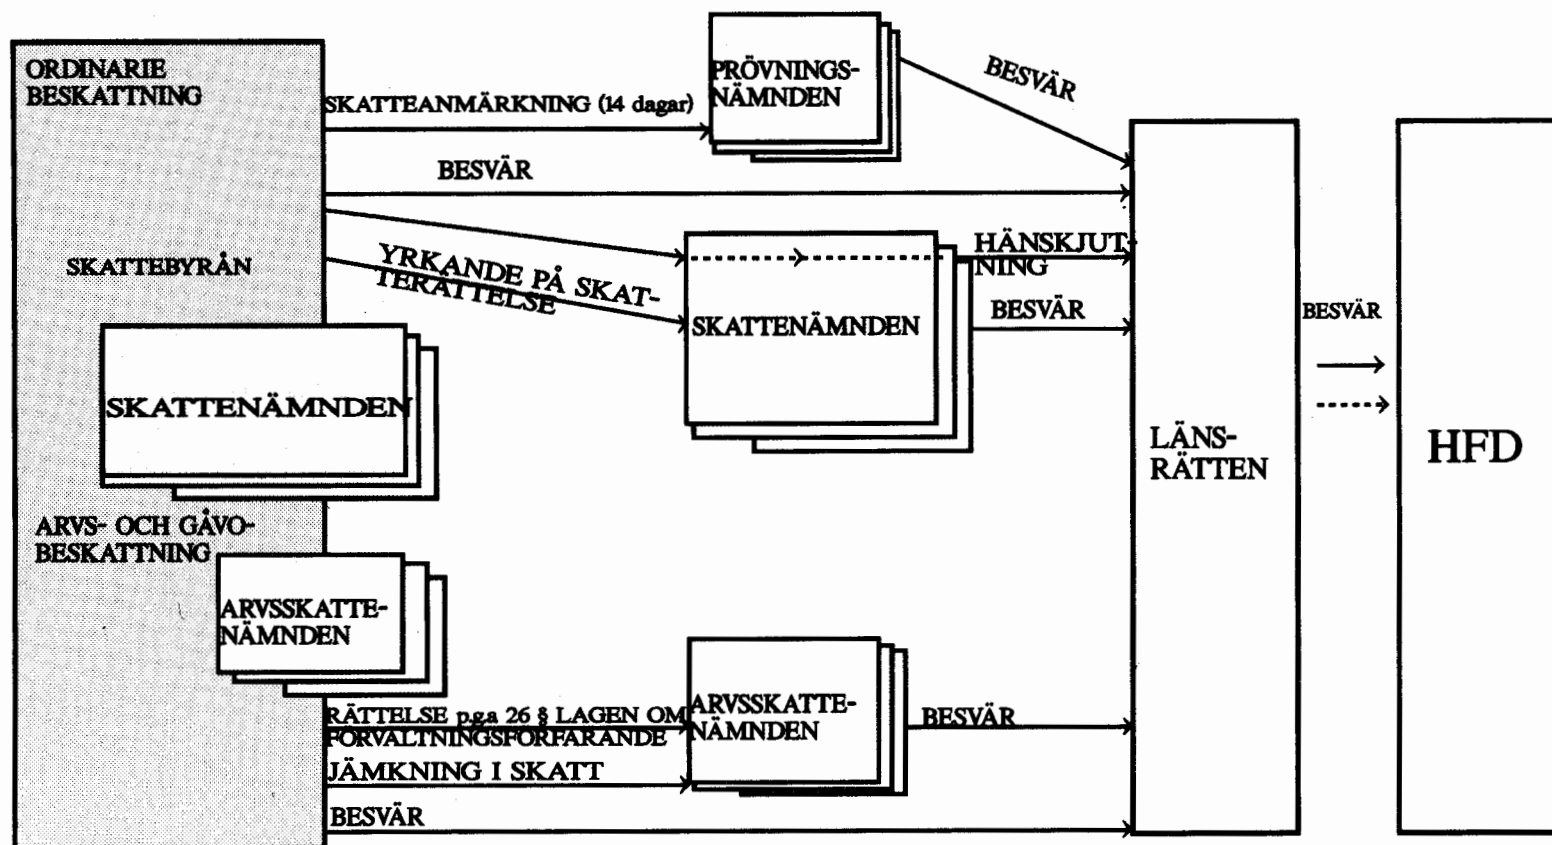 ORDINARIE
BESKATTNING
SKATTEANMÄRKNING (14 dagar)
PRÖVNINGS-
NÄMNDEN
BESVÄR
BESVÄR
SKATTEBYRÅN
YRKANDE PÅ SKAT-
TERÄTTELSE
SKATTENÄMNDEN
HÄNSKJUT-
NING
BESVÄR
SKATTENÄMNDEN
LÄNS-
RÄTTEN
BESVÄR
HFD
ARVS- OCH GÅVO-
BESKATTNING
ARVSSKATTE-
NÄMNDEN
RÄTTELSE p.g.a 26 § LAGEN OM
FÖRVALTNINGSFÖRFARANDE
JÄMKNING I SKATT
ARVSSKATTE-
NÄMNDEN
BESVÄR
BESVÄR